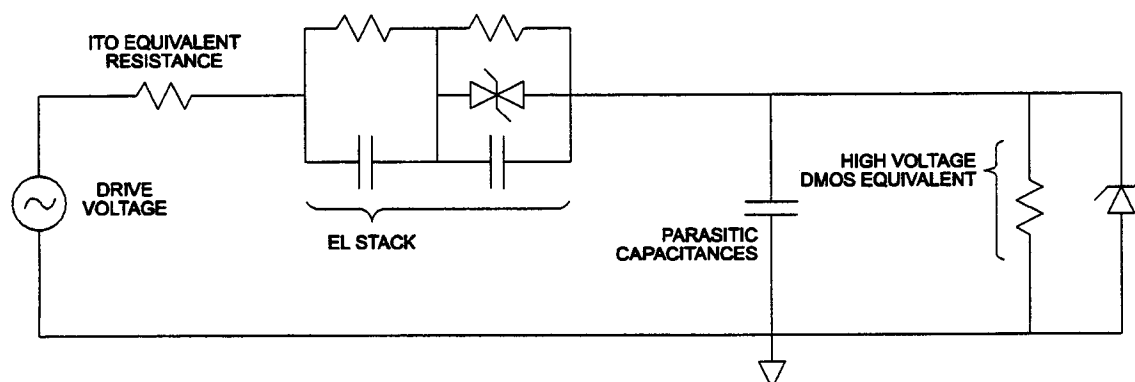 ITO EQUIVALENT
RESISTANCE
DRIVE
VOLTAGE
EL STACK
PARASITIC
CAPACITANCES
HIGH VOLTAGE
DMOS EQUIVALENT